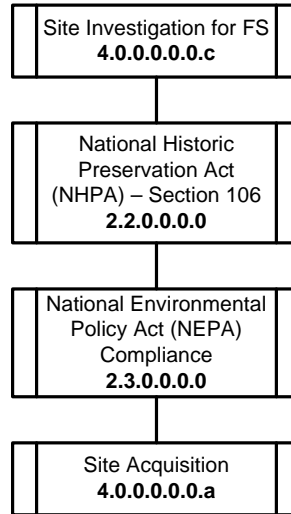 Site Investigation for FS
4.0.0.0.0.0.c
National Historic
Preservation Act
(NHPA) – Section 106
2.2.0.0.0.0
National Environmental
Policy Act (NEPA)
Compliance
2.3.0.0.0.0
Site Acquisition
4.0.0.0.0.0.a